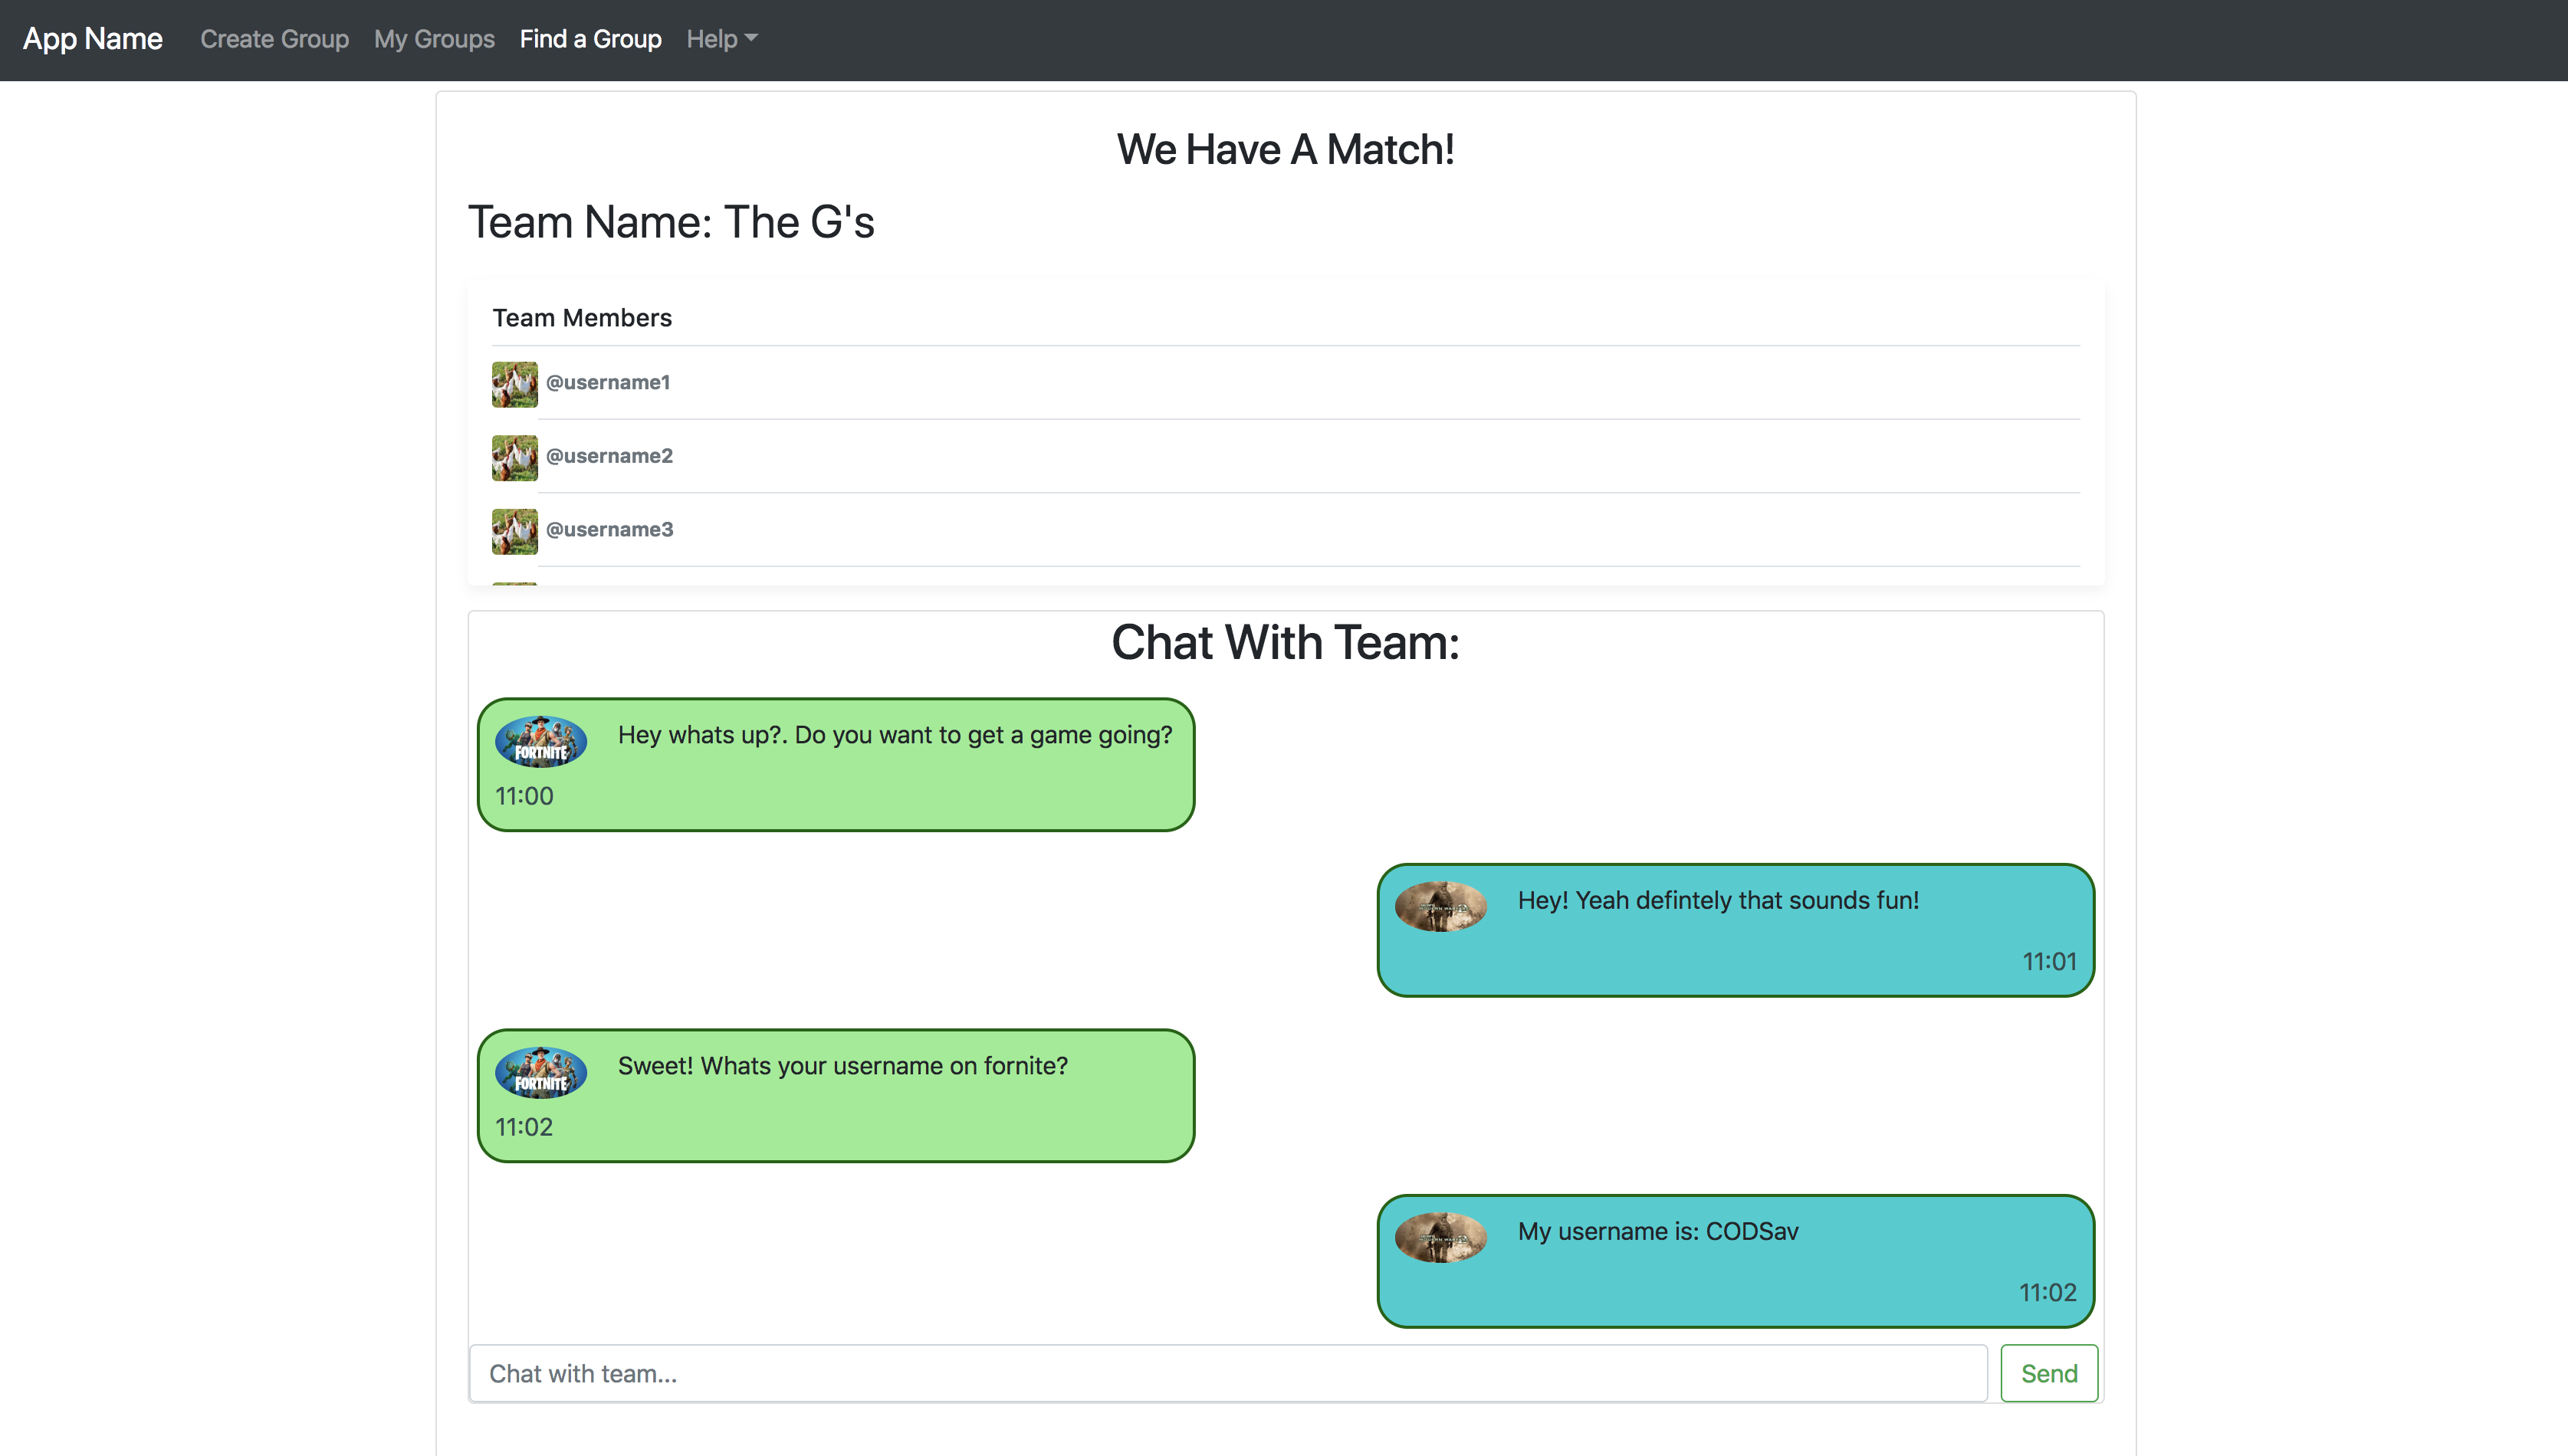 App Name Create Group My Groups Find a Group Help
We Have A Match!
Team Name: The G's
Team Members
@username1
@username2
@username3
Chat With Team:
FORTNITE
Hey whats up?. Do you want to get a game going?
11:00
Hey! Yeah defintely that sounds fun!
11:01
FORTNITE
Sweet! Whats your username on fornite?
11:02
My username is: CODSav
11:02
Chat with team...
Send